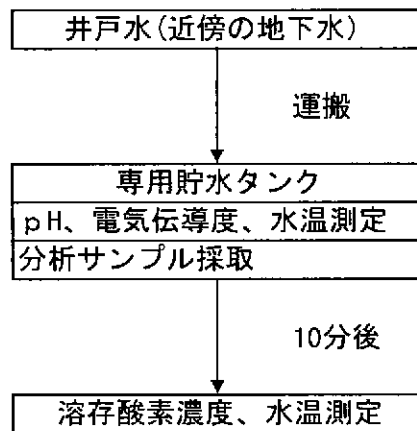 井戸水(近傍の地下水)
運搬
専用貯水タンク
pH、電気伝導度、水温測定
分析サンプル採取
10分後
溶存酸素濃度、水温測定